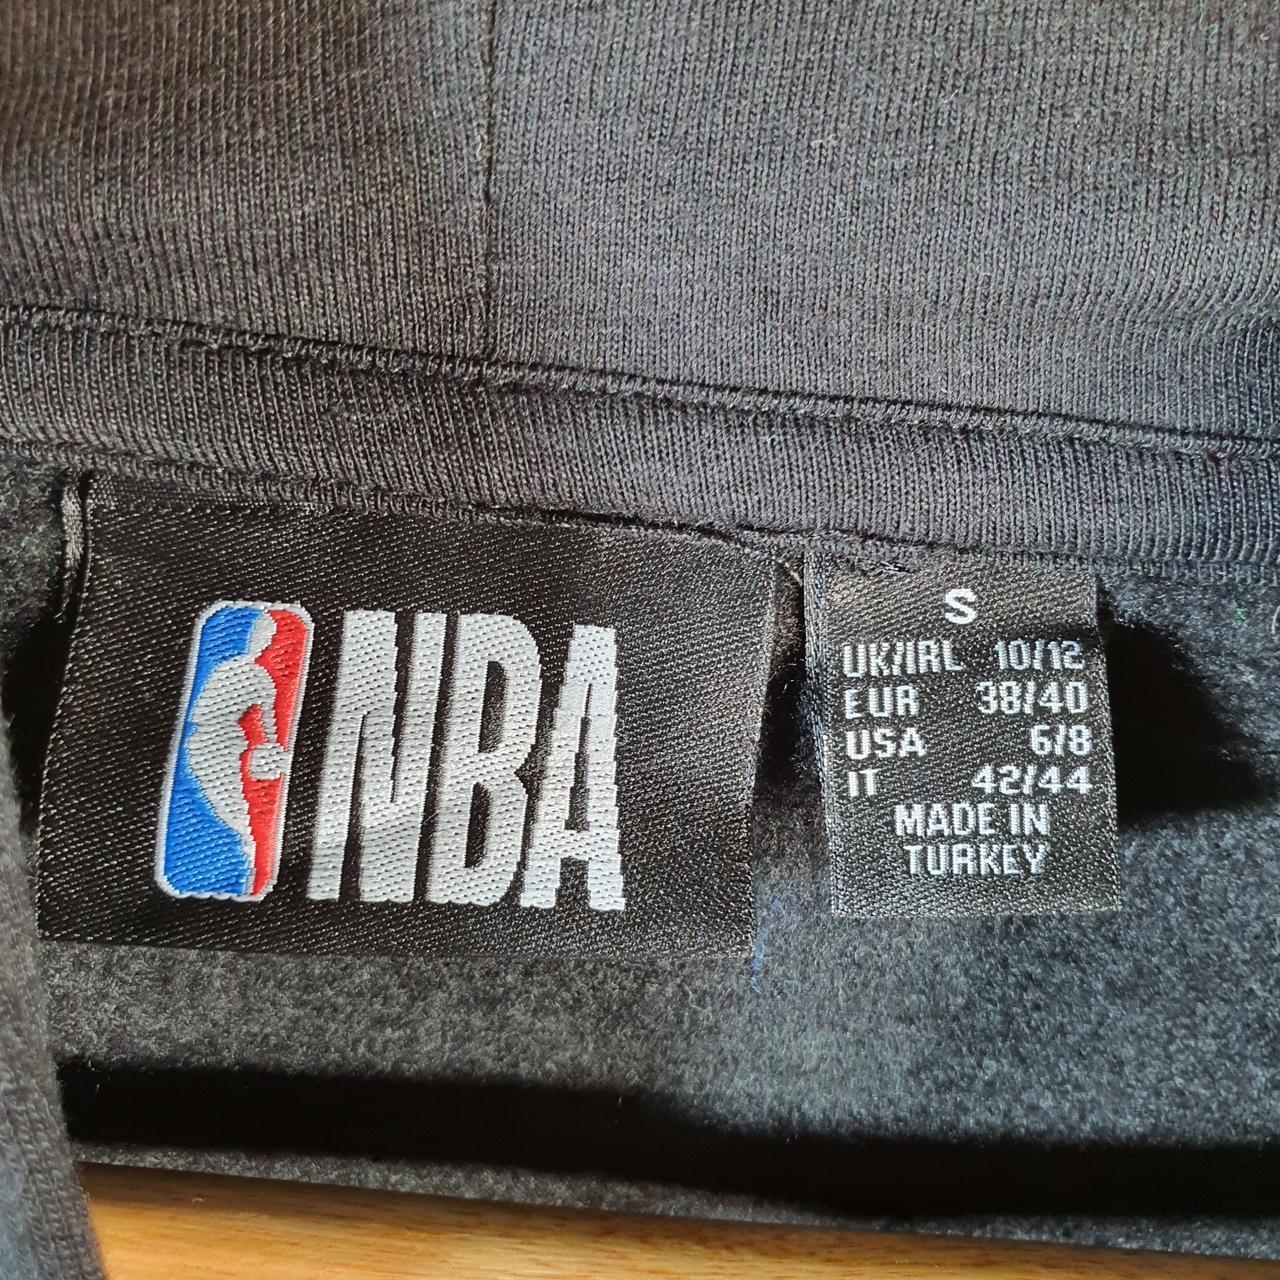 NBA
S
UK/IRL 10/12
EUR 38/40
USA 6/8
IT 42/44
MADE IN
TURKEY